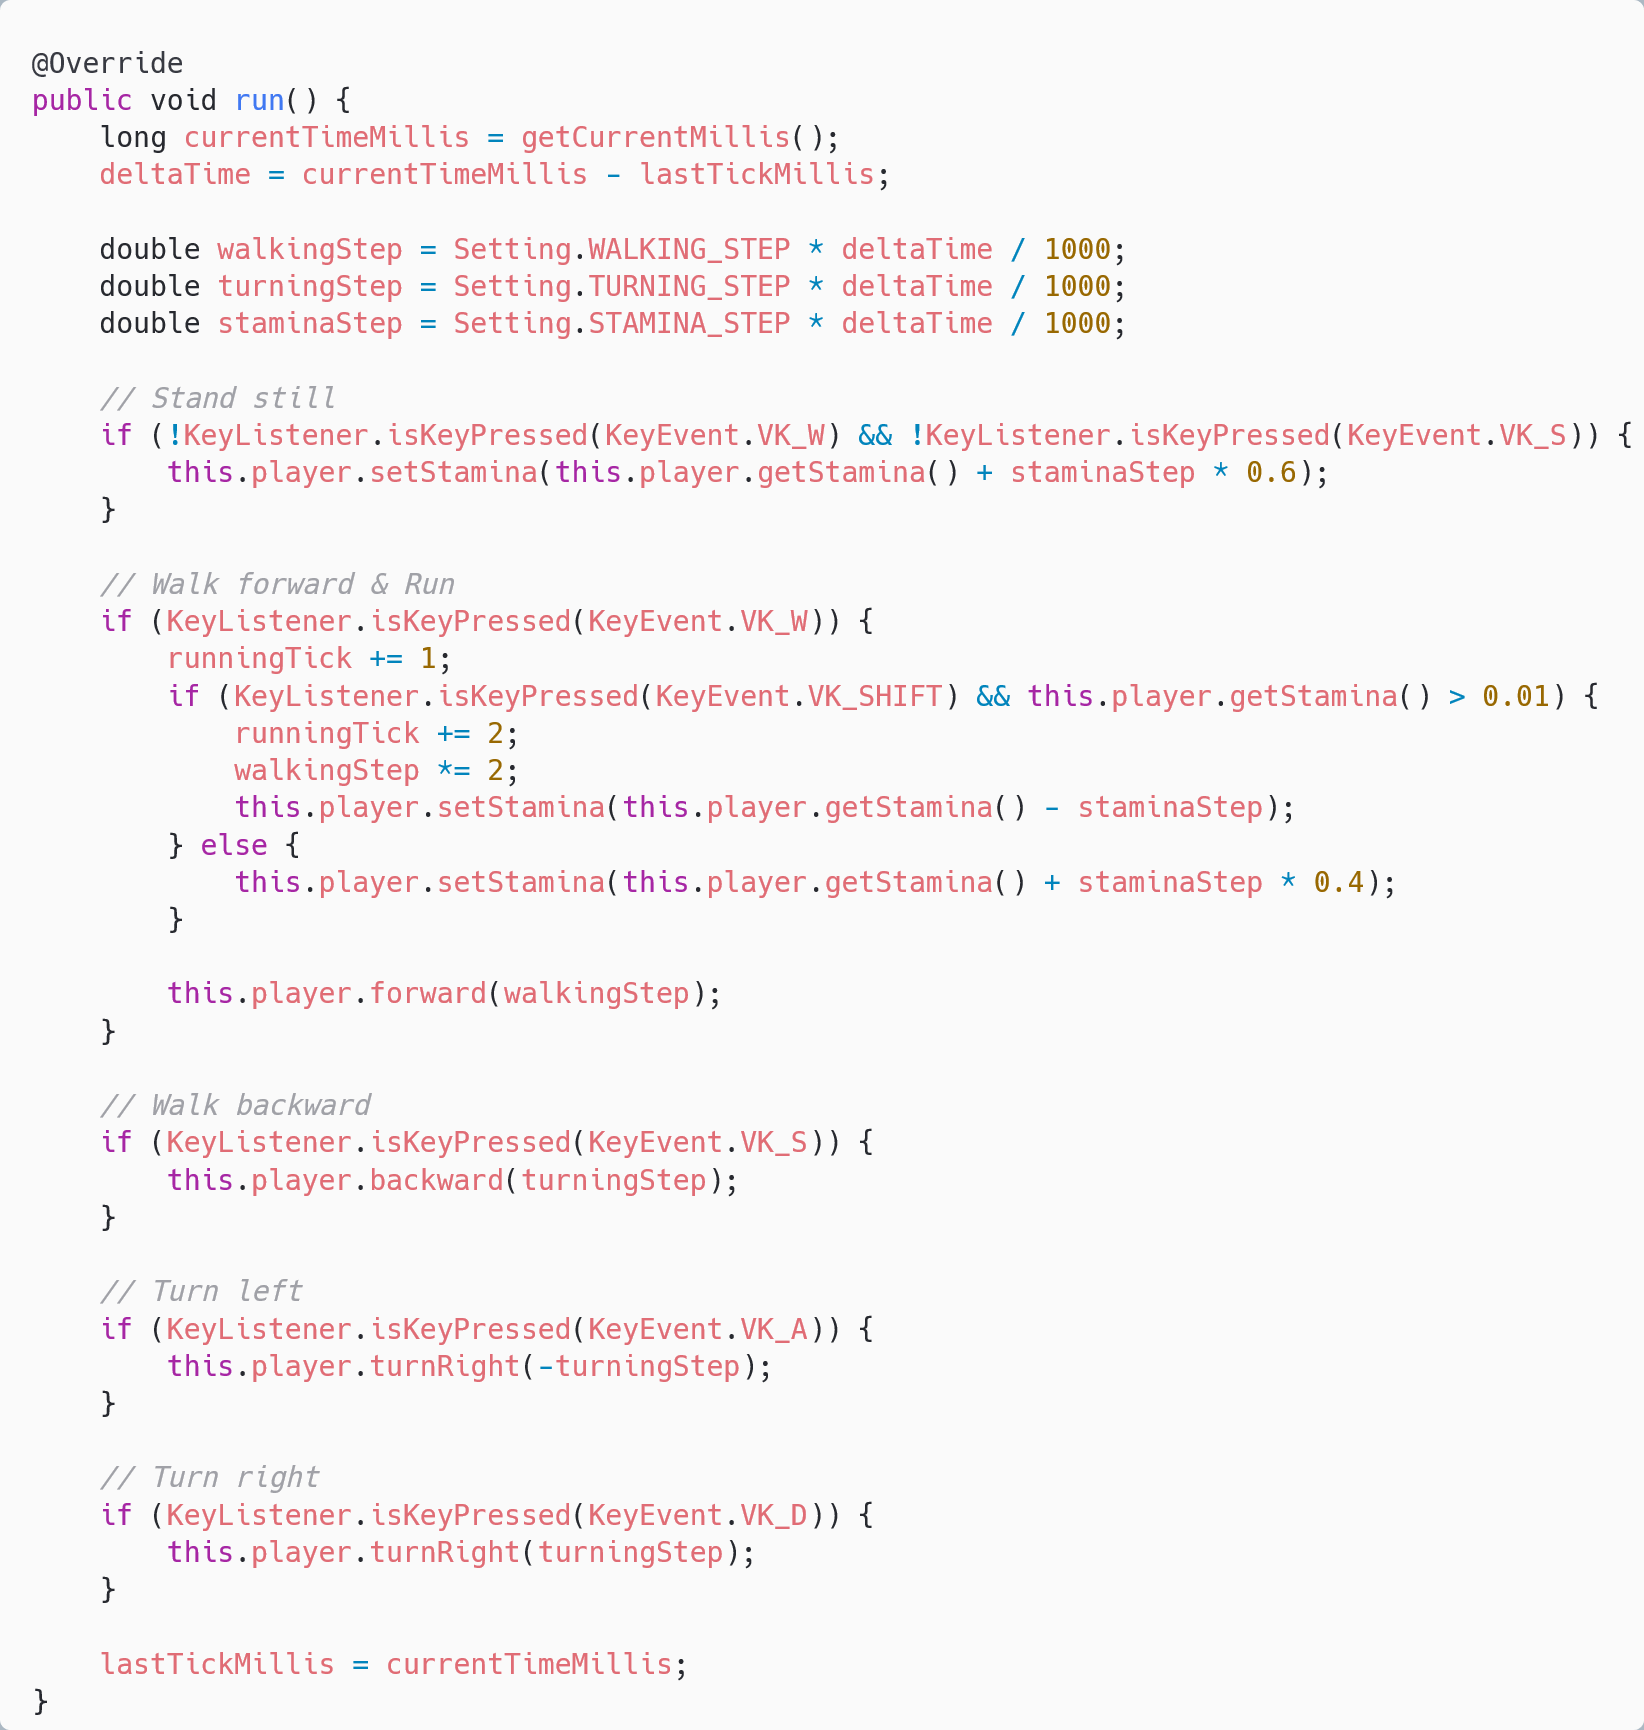 @Override
public void run() {
    long currentTimeMillis = getCurrentMillis();
    deltaTime = currentTimeMillis - lastTickMillis;

    double walkingStep = Setting.WALKING_STEP * deltaTime / 1000;
    double turningStep = Setting.TURNING_STEP * deltaTime / 1000;
    double staminaStep = Setting.STAMINA_STEP * deltaTime / 1000;

    // Stand still
    if (!KeyListener.isKeyPressed(KeyEvent.VK_W) && !KeyListener.isKeyPressed(KeyEvent.VK_S)) {
        this.player.setStamina(this.player.getStamina() + staminaStep * 0.6);
    }

    // Walk forward & Run
    if (KeyListener.isKeyPressed(KeyEvent.VK_W)) {
        runningTick += 1;
        if (KeyListener.isKeyPressed(KeyEvent.VK_SHIFT) && this.player.getStamina() > 0.01) {
            runningTick += 2;
            walkingStep *= 2;
            this.player.setStamina(this.player.getStamina() - staminaStep);
        } else {
            this.player.setStamina(this.player.getStamina() + staminaStep * 0.4);
        }

        this.player.forward(walkingStep);
    }

    // Walk backward
    if (KeyListener.isKeyPressed(KeyEvent.VK_S)) {
        this.player.backward(turningStep);
    }

    // Turn left
    if (KeyListener.isKeyPressed(KeyEvent.VK_A)) {
        this.player.turnRight(-turningStep);
    }

    // Turn right
    if (KeyListener.isKeyPressed(KeyEvent.VK_D)) {
        this.player.turnRight(turningStep);
    }

    lastTickMillis = currentTimeMillis;
}